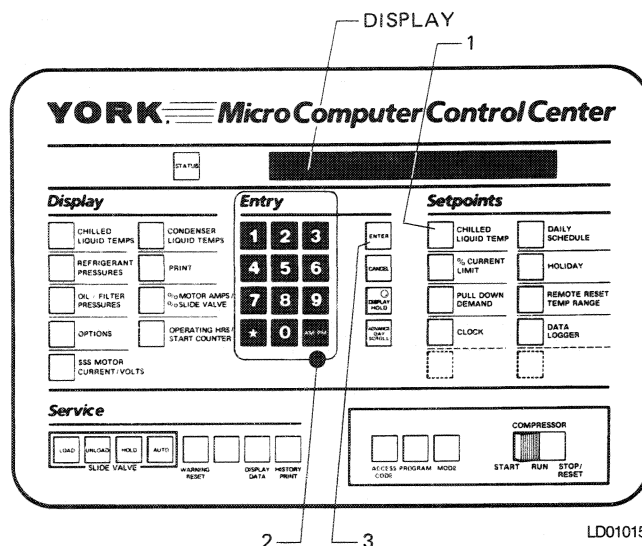 DISPLAY
1
YORK. MicroComputer Control Center
STATUS
Display
CHILLED
LIQUID TEMPS
CONDENSER
LIQUID TEMPS
REFRIGERANT
PRESSURES
PRINT
OIL - FILTER
PRESSURES
% MOTOR AMPS/
% SLIDE VALVE
OPTIONS
OPERATING HRS/
START COUNTER
SSS MOTOR
CURRENT/VOLTS
Entry
1 2 3
4 5 6
7 8 9
* 0 AM/PM
ENTER
CANCEL
DISPLAY
HOLD
ADVANCE
DAY
SCROLL
Setpoints
CHILLED
LIQUID TEMP
DAILY
SCHEDULE
% CURRENT
LIMIT
HOLIDAY
PULL DOWN
DEMAND
REMOTE RESET
TEMP RANGE
CLOCK
DATA
LOGGER
Service
LOAD
UNLOAD
HOLD
AUTO
SLIDE VALVE
WARNING
RESET
DISPLAY
DATA
HISTORY
PRINT
ACCESS
CODE
PROGRAM
MODE
COMPRESSOR
START
RUN
STOP/
RESET
2
3
LD01015